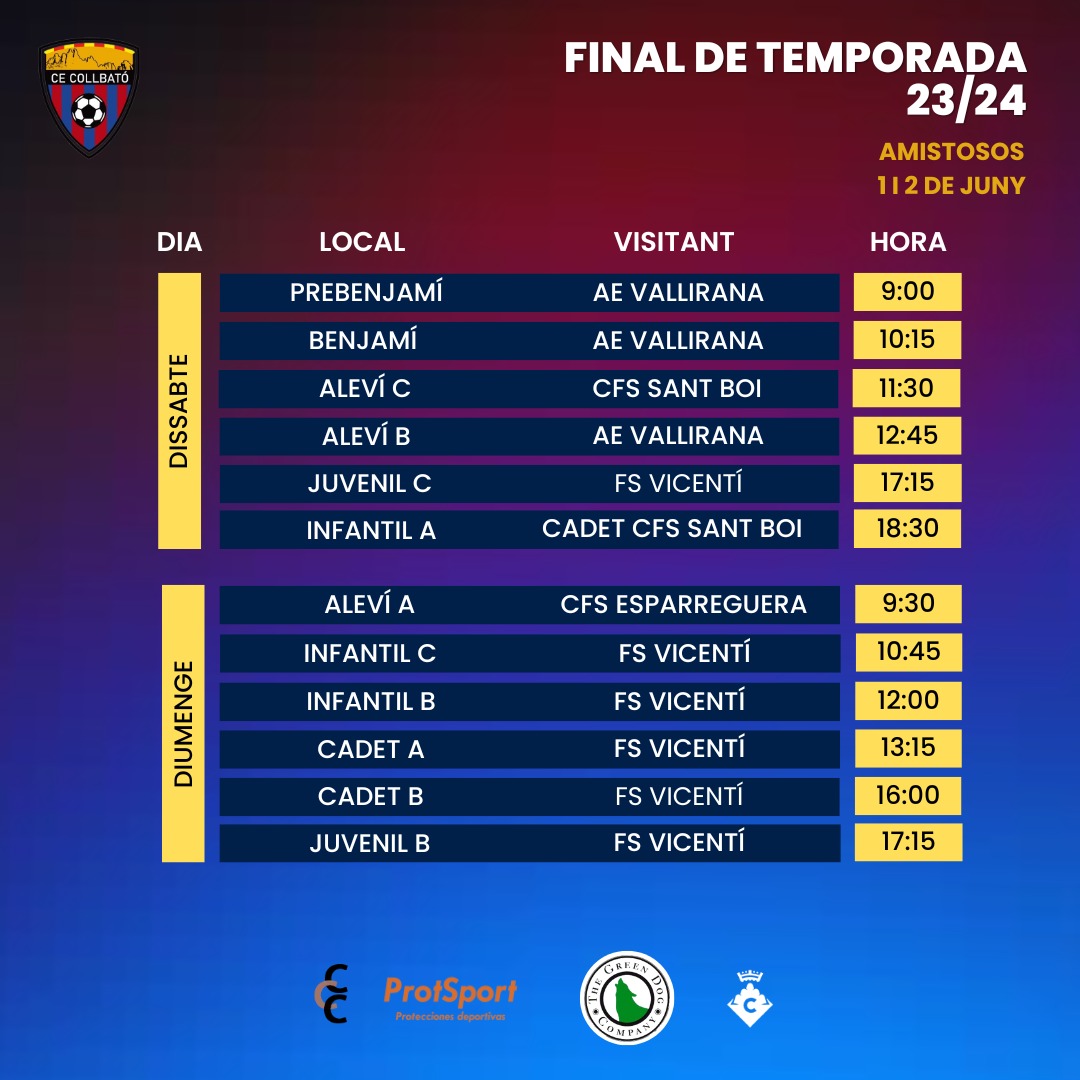 CE COLLBATÓ
FINAL DE TEMPORADA
23/24
AMISTOSOS
1 I 2 DE JUNY
DIA LOCAL VISITANT HORA
DISSABTE
PREBENJAMÍ AE VALLIRANA 9:00
BENJAMÍ AE VALLIRANA 10:15
ALEVÍ C CFS SANT BOI 11:30
ALEVÍ B AE VALLIRANA 12:45
JUVENIL C FS VICENTÍ 17:15
INFANTIL A CADET CFS SANT BOI 18:30
DIUMENGE
ALEVÍ A CFS ESPARREGUERA 9:30
INFANTIL C FS VICENTÍ 10:45
INFANTIL B FS VICENTÍ 12:00
CADET A FS VICENTÍ 13:15
CADET B FS VICENTÍ 16:00
JUVENIL B FS VICENTÍ 17:15
CCC
ProtSport
Protecciones deportivas
THE GREEN DOG
COMPANY
C